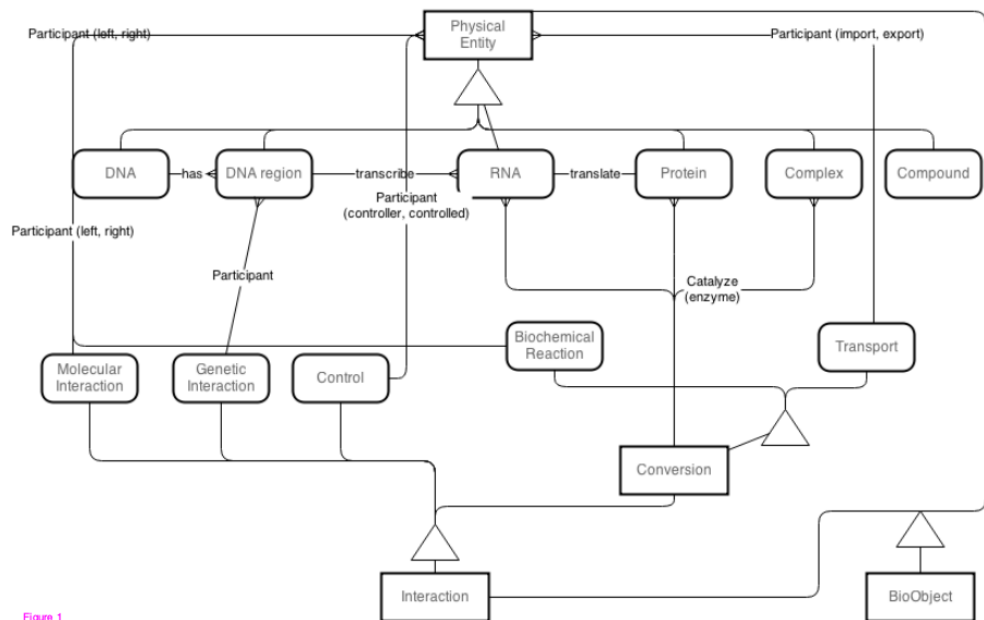 Physical
Entity
Participant (left, right)
Participant (import, export)
DNA
has
DNA region
transcribe
RNA
translate
Protein
Complex
Compound
Participant
(controller, controlled)
Participant (left, right)
Participant
Catalyze
(enzyme)
Biochemical
Reaction
Transport
Molecular
Interaction
Genetic
Interaction
Control
Conversion
Interaction
BioObject
Figure 1